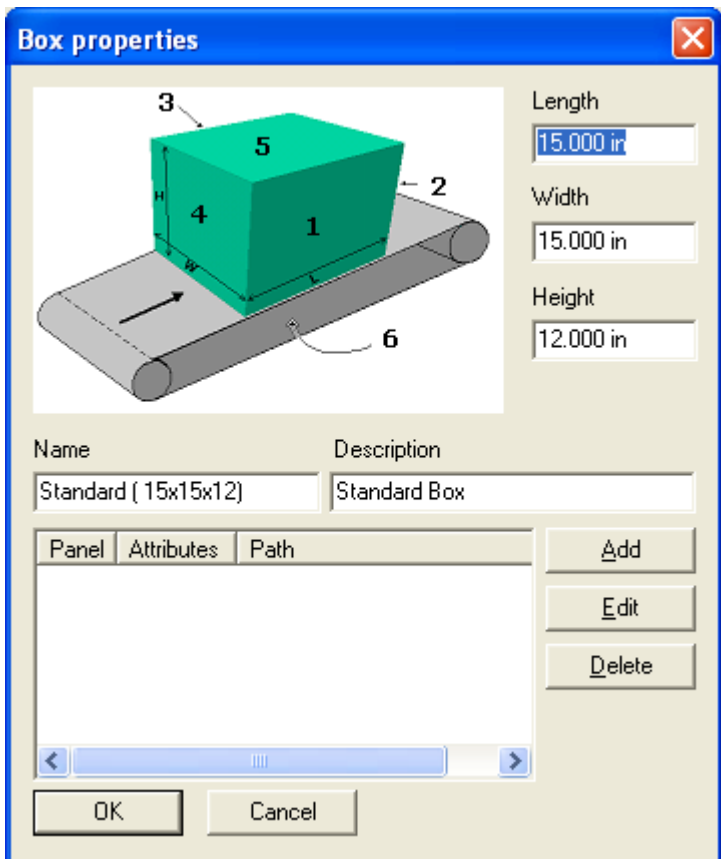 Box properties
3
5
2
H
4
1
W
L
6
Length
15.000 in
Width
15.000 in
Height
12.000 in
Name
Description
Standard ( 15x15x12)
Standard Box
Panel Attributes Path
Add
Edit
Delete
OK
Cancel